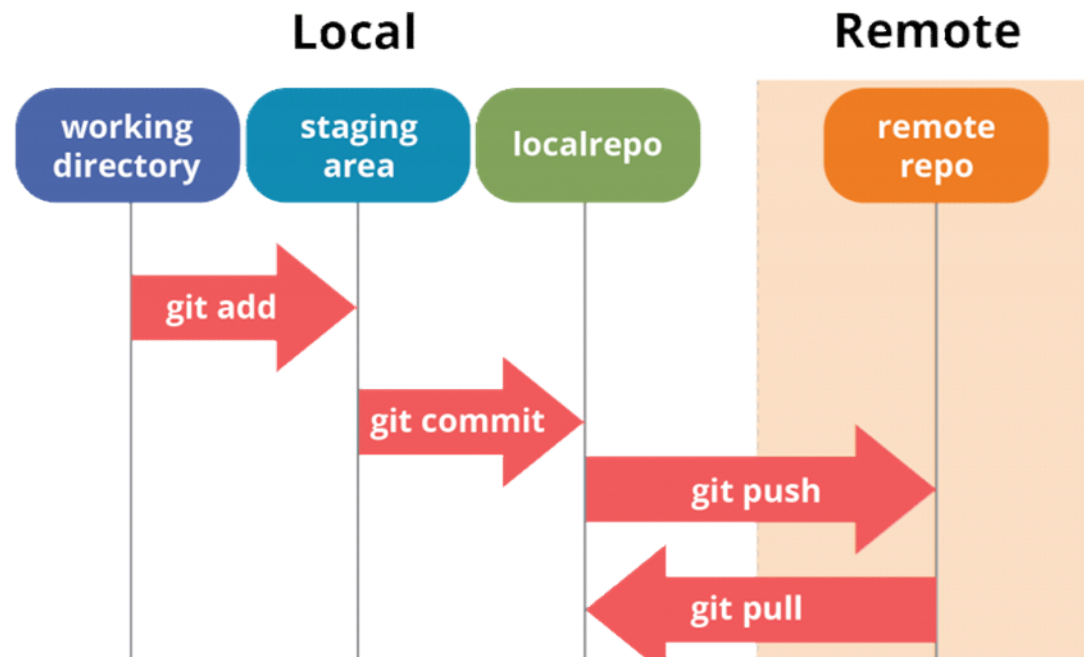 Local
Remote
working
directory
staging
area
localrepo
remote
repo
git add
git commit
git push
git pull